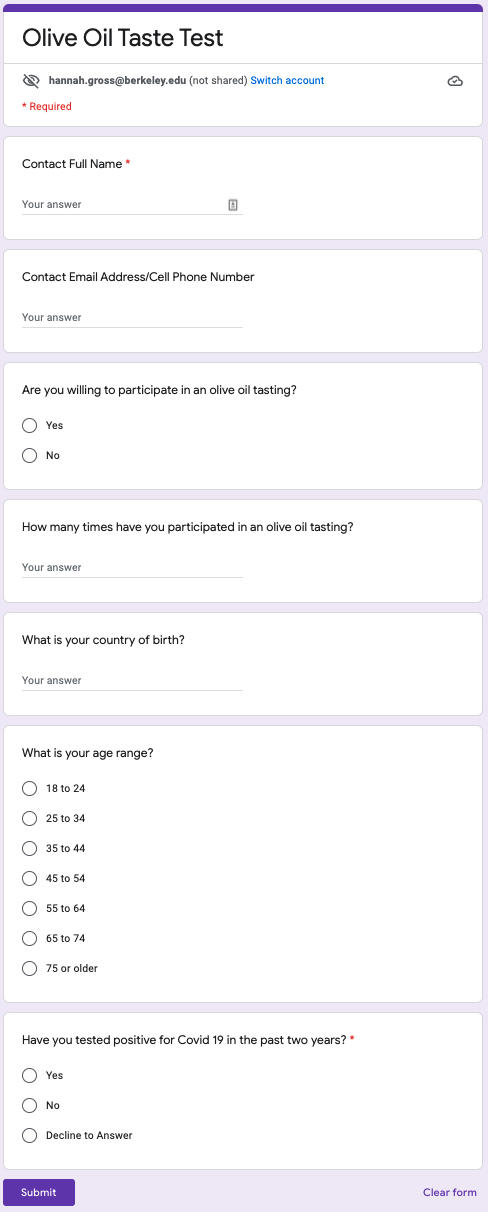 Olive Oil Taste Test
hannah.gross@berkeley.edu (not shared) Switch account
* Required
Contact Full Name *
Your answer
Contact Email Address/Cell Phone Number
Your answer
Are you willing to participate in an olive oil tasting?
Yes
No
How many times have you participated in an olive oil tasting?
Your answer
What is your country of birth?
Your answer
What is your age range?
18 to 24
25 to 34
35 to 44
45 to 54
55 to 64
65 to 74
75 or older
Have you tested positive for Covid 19 in the past two years? *
Yes
No
Decline to Answer
Submit Clear form